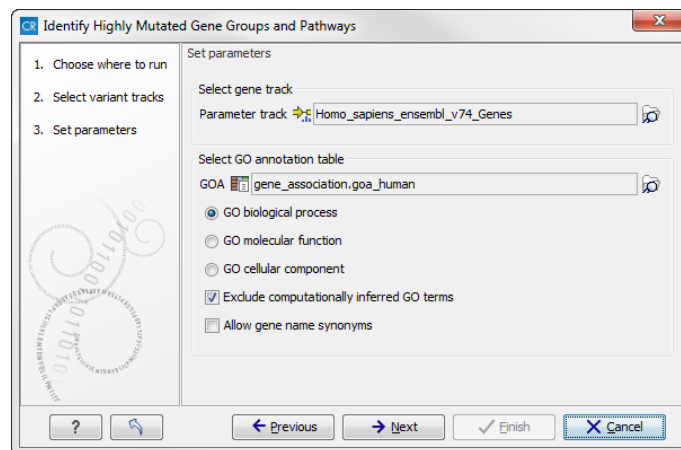 CR Identify Highly Mutated Gene Groups and Pathways
1. Choose where to run
2. Select variant tracks
3. Set parameters
Set parameters
Select gene track
Parameter track Homo_sapiens_ensembl_v74_Genes
Select GO annotation table
GOA gene_association.goa_human
GO biological process
GO molecular function
GO cellular component
Exclude computationally inferred GO terms
Allow gene name synonyms
? Previous Next Finish Cancel